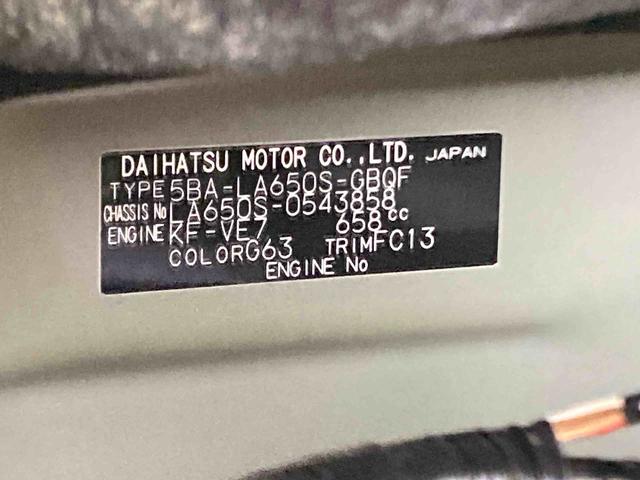 DAIHATSU MOTOR CO.,LTD. JAPAN
TYPE 5BA-LA650S-GBQF
CHASSIS No LA650S-0543858
ENGINE KF-VE7 658cc
COLOR G63 TRIM FC13
ENGINE No